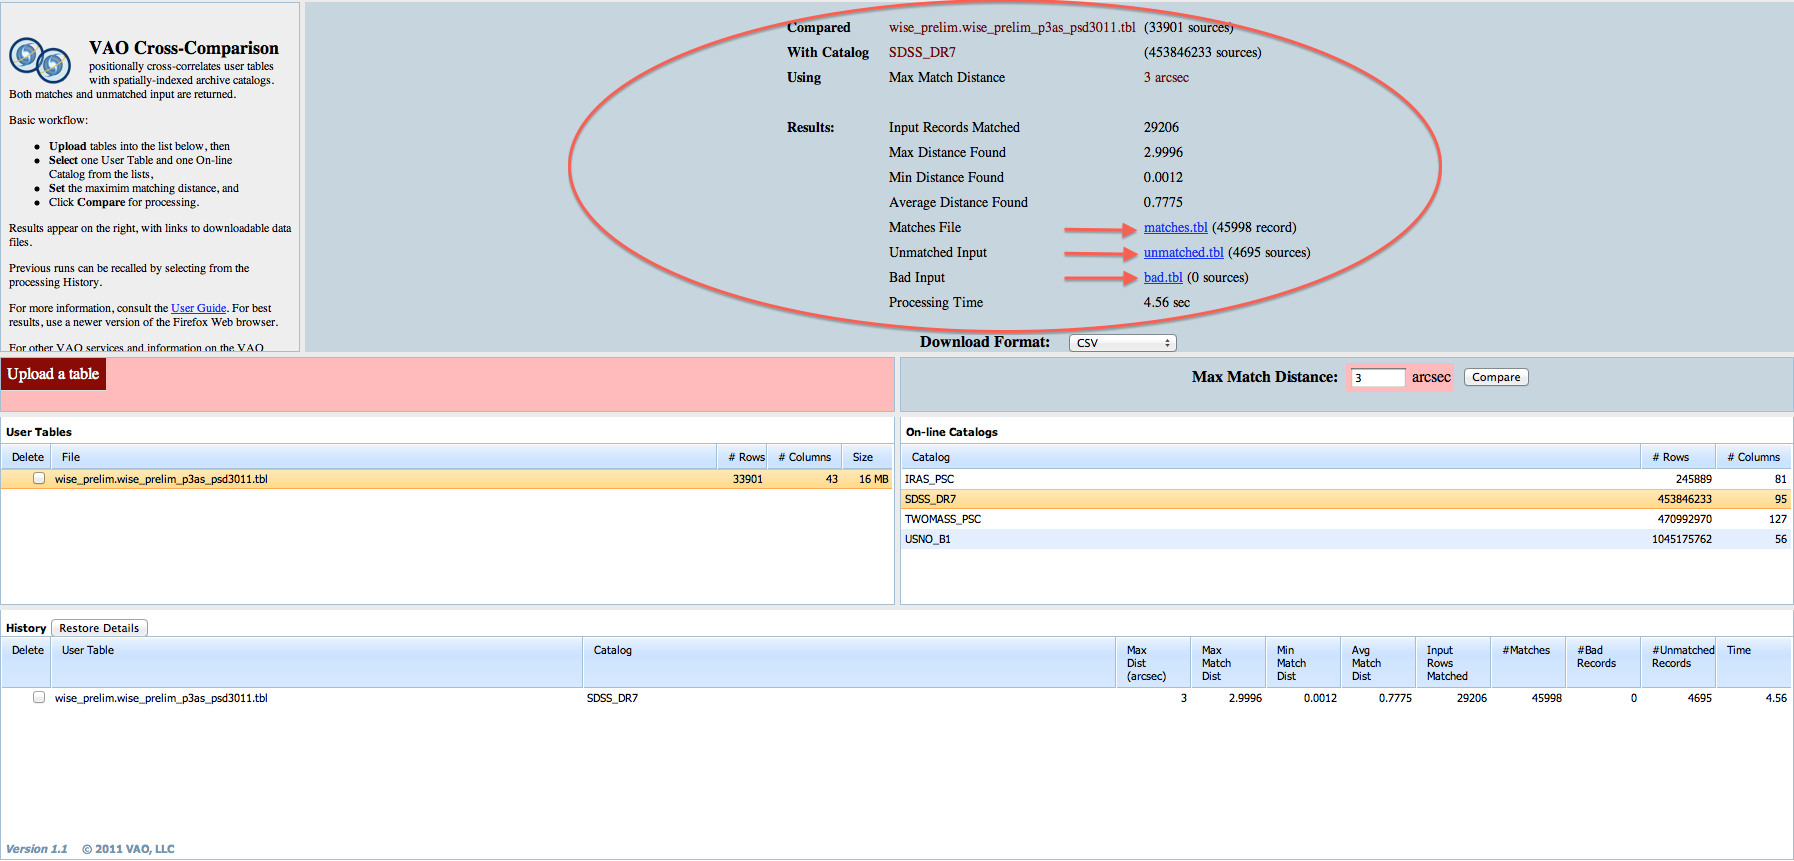 VAO Cross-Comparison
positionally cross-correlates user tables
with spatially-indexed archive catalogs.
Both matches and unmatched input are returned.
Basic workflow:
Upload tables into the list below, then
Select one User Table and one On-line
Catalog from the lists,
Set the maximim matching distance, and
Click Compare for processing.
Results appear on the right, with links to downloadable data
files.
Previous runs can be recalled by selecting from the
processing History.
For more information, consult the User Guide. For best
results, use a newer version of the Firefox Web browser.
For other VAO services and information on the VAO
Compared wise_prelim.wise_prelim_p3as_psd3011.tbl (33901 sources)
With Catalog SDSS_DR7 (453846233 sources)
Using Max Match Distance 3 arcsec
Results: Input Records Matched 29206
Max Distance Found 2.9996
Min Distance Found 0.0012
Average Distance Found 0.7775
Matches File matches.tbl (45998 record)
Unmatched Input unmatched.tbl (4695 sources)
Bad Input bad.tbl (0 sources)
Processing Time 4.56 sec
Download Format: CSV
Upload a table
Max Match Distance: 3 arcsec Compare
User Tables
Delete File # Rows # Columns Size
wise_prelim.wise_prelim_p3as_psd3011.tbl 33901 43 16 MB
On-line Catalogs
Catalog # Rows # Columns
IRAS_PSC 245889 81
SDSS_DR7 453846233 95
TWOMASS_PSC 470992970 127
USNO_B1 1045175762 56
History Restore Details
Delete User Table Catalog Max Dist (arcsec) Max Match Dist Min Match Dist Avg Match Dist Input Rows Matched #Matches #Bad Records #Unmatched Records Time
wise_prelim.wise_prelim_p3as_psd3011.tbl SDSS_DR7 3 2.9996 0.0012 0.7775 29206 45998 0 4695 4.56
Version 1.1 © 2011 VAO, LLC